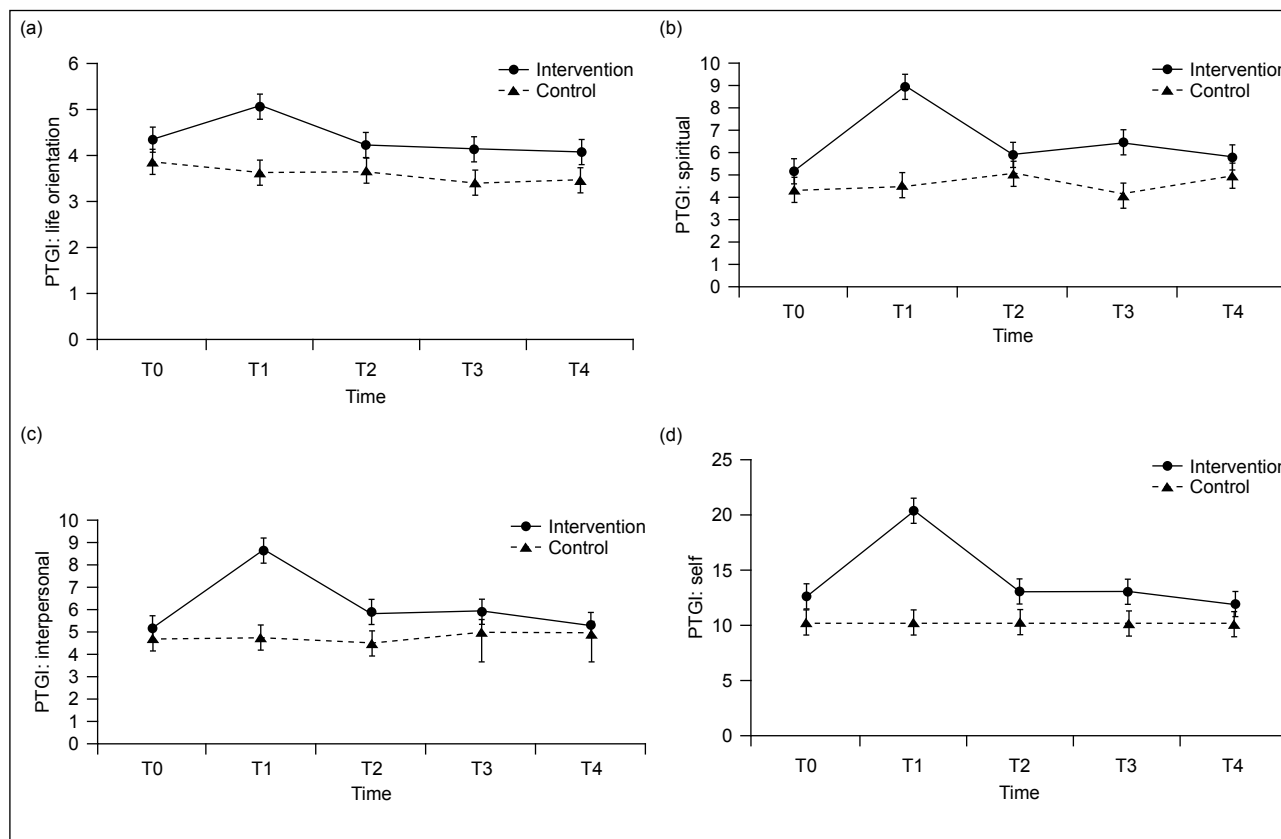 (a)
Intervention
Control
6
5
4
3
2
1
0
PTGI: life orientation
T0 T1 T2 T3 T4
Time
(b)
Intervention
Control
10
9
8
7
6
5
4
3
2
1
0
PTGI: spiritual
T0 T1 T2 T3 T4
Time
(c)
Intervention
Control
10
9
8
7
6
5
4
3
2
1
0
PTGI: interpersonal
T0 T1 T2 T3 T4
Time
(d)
Intervention
Control
25
20
15
10
5
0
PTGI: self
T0 T1 T2 T3 T4
Time